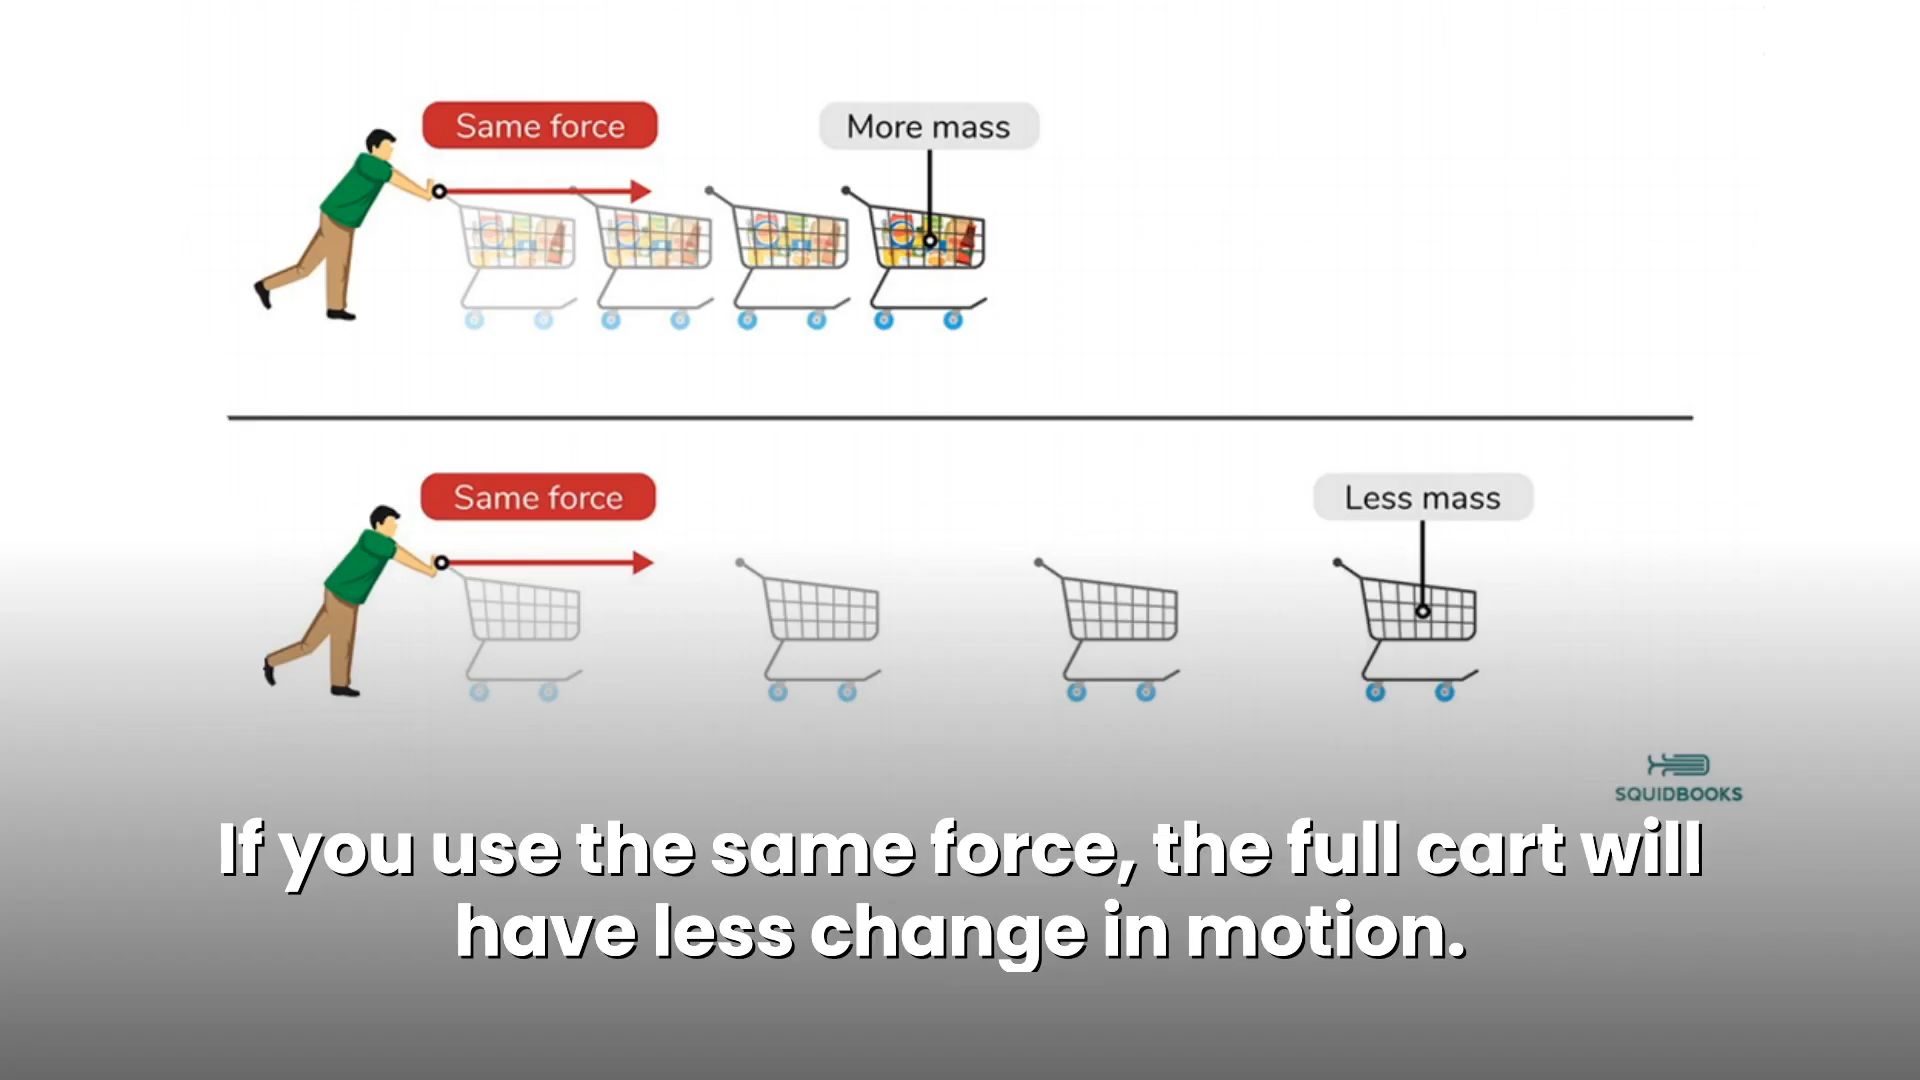 Same force
More mass
Same force
Less mass
SQUIDBOOKS
If you use the same force, the full cart will
have less change in motion.